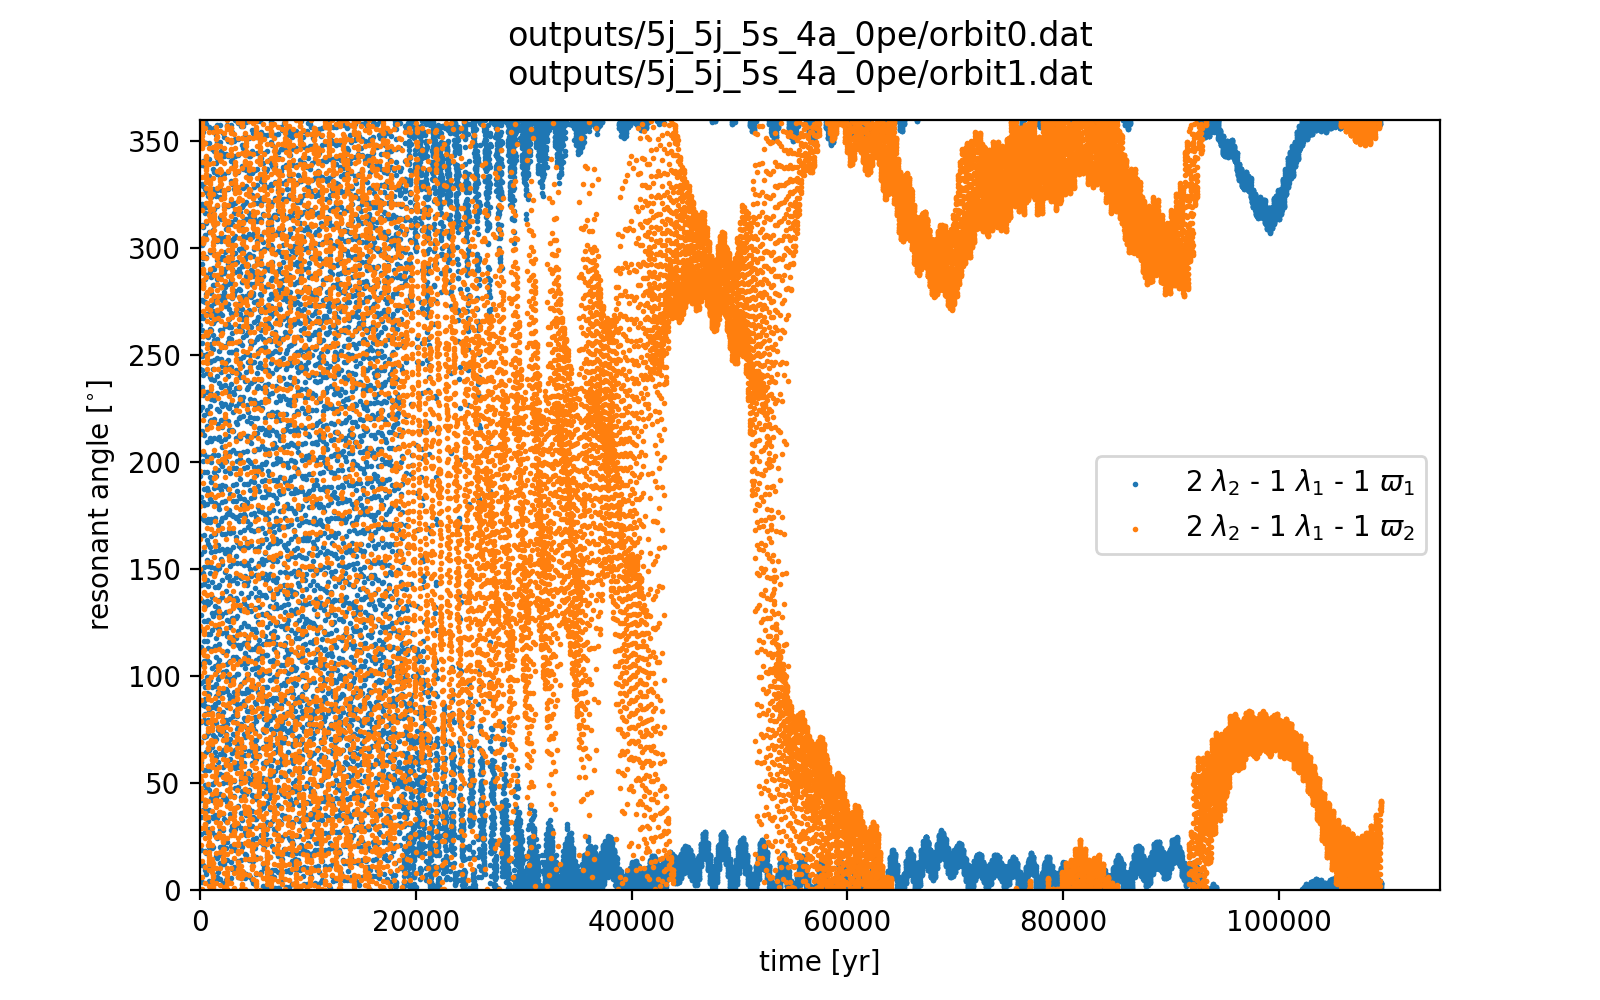 outputs/5j_5j_5s_4a_0pe/orbit0.dat
outputs/5j_5j_5s_4a_0pe/orbit1.dat
350
300
250
200
150
100
50
0
resonant angle [°]
2 λ₂ - 1 λ₁ - 1 ϖ₁
2 λ₂ - 1 λ₁ - 1 ϖ₂
0 20000 40000 60000 80000 100000
time [yr]